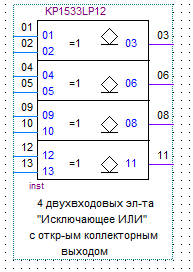 KP1533LP12
01 01 =1 03 03
02 02
04 04 =1 06 06
05 05
09 09 =1 08 08
10 10
12 12 =1 11 11
13 13
inst
4 двухвходовых эл-та
"Исключающее ИЛИ"
с откр-ым коллекторным
выходом